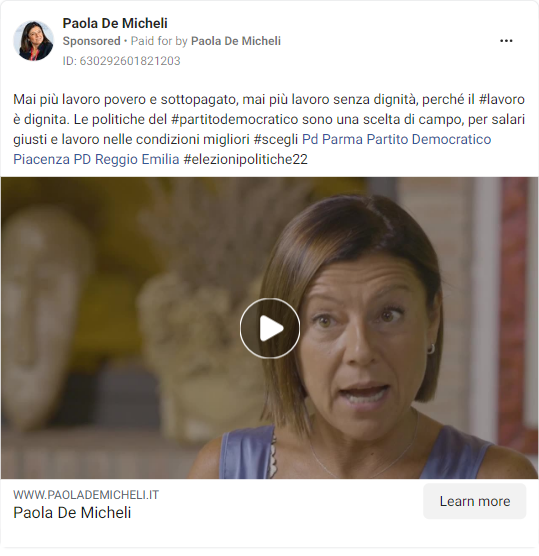 Paola De Micheli
Sponsored • Paid for by Paola De Micheli
ID: 630292601821203
Mai più lavoro povero e sottopagato, mai più lavoro senza dignità, perché il #lavoro
è dignita. Le politiche del #partitodemocratico sono una scelta di campo, per salari
giusti e lavoro nelle condizioni migliori #scegli Pd Parma Partito Democratico
Piacenza PD Reggio Emilia #elezionipolitiche22
WWW.PAOLADEMICHELI.IT
Paola De Micheli
Learn more